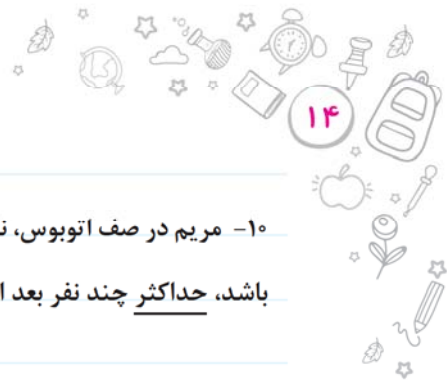 ۱۴
۱۰- مریم در صف اتوبوس،
باشد، حداکثر چند نفر بعد